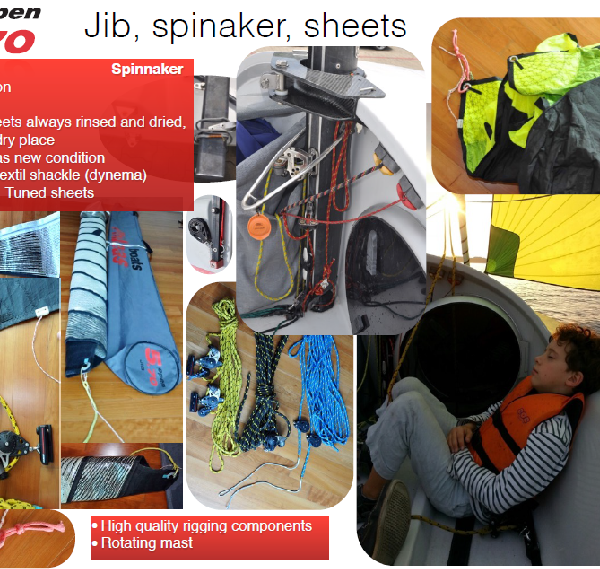 pen
70
Jib, spinaker, sheets
Spinnaker
on
eets always rinsed and dried,
dry place
as new condition
extil shackle (dynema)
Tuned sheets
• High quality rigging components
• Rotating mast